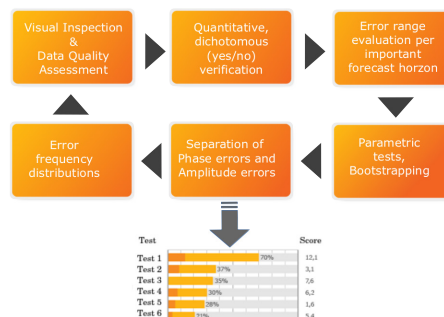 Visual Inspection
&
Data Quality
Assessment
Quantitative,
dichotomous
(yes/no)
verification
Error range
evaluation per
important
forecast horzon
Error
frequency
distributions
Separation of
Phase errors and
Amplitude errors
Parametric
tests,
Bootstrapping
Test Score
Test 1 70% 12,1
Test 2 37% 3,1
Test 3 35% 7,6
Test 4 30% 6,2
Test 5 28% 1,6
Test 6 21% 5,4